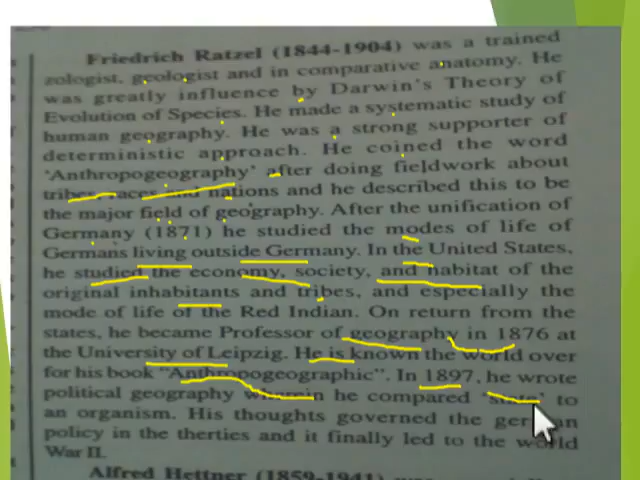 Friedrich Ratzel (1844-1904) was a trained
zologist, geologist and in comparative anatomy. He
was greatly influence by Darwin's Theory of
Evolution of Species. He made a systematic study of
human geography. He was a strong supporter of
deterministic approach. He coined the word
'Anthropogeography' after doing fieldwork about
tribes, races and nations and he described this to be
the major field of geography. After the unification of
Germany (1871) he studied the modes of life of
Germans living outside Germany. In the United States,
he studied the economy, society, and habitat of the
original inhabitants and tribes, and especially the
mode of life of the Red Indian. On return from the
states, he became Professor of geography in 1876 at
the University of Leipzig. He is known the world over
for his book "Anthropogeographic". In 1897, he wrote
political geography wherein he compared 'state' to
an organism. His thoughts governed the german
policy in the therties and it finally led to the world
War II.
Alfred Hettner (1859-1941) was